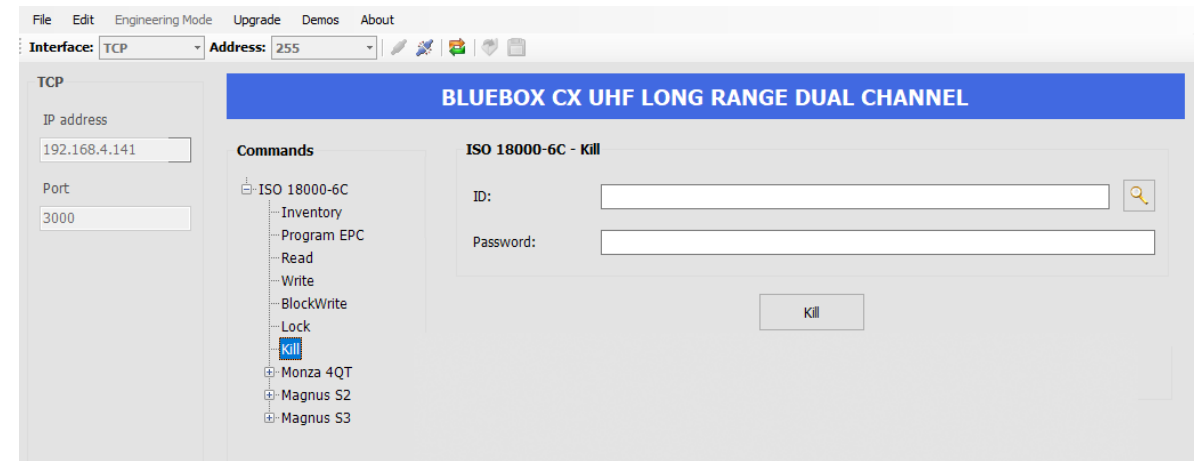 File Edit Engineering Mode Upgrade Demos About
Interface: TCP Address: 255
TCP
IP address
192.168.4.141
Port
3000
BLUEBOX CX UHF LONG RANGE DUAL CHANNEL
Commands
ISO 18000-6C
Inventory
Program EPC
Read
Write
BlockWrite
Lock
Kill
Monza 4QT
Magnus S2
Magnus S3
ISO 18000-6C - Kill
ID:
Password:
Kill